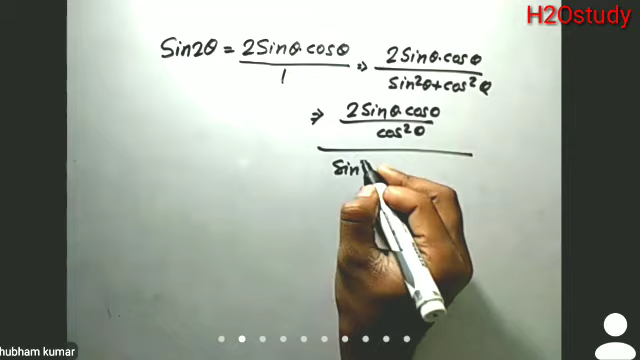 H2Ostudy
Sin2θ = 2Sinθ·cosθ / 1 ⇒ 2Sinθ·cosθ / Sin²θ+cos²θ
⇒ 2Sinθ·cosθ / cos²θ
Sin
hubham kumar